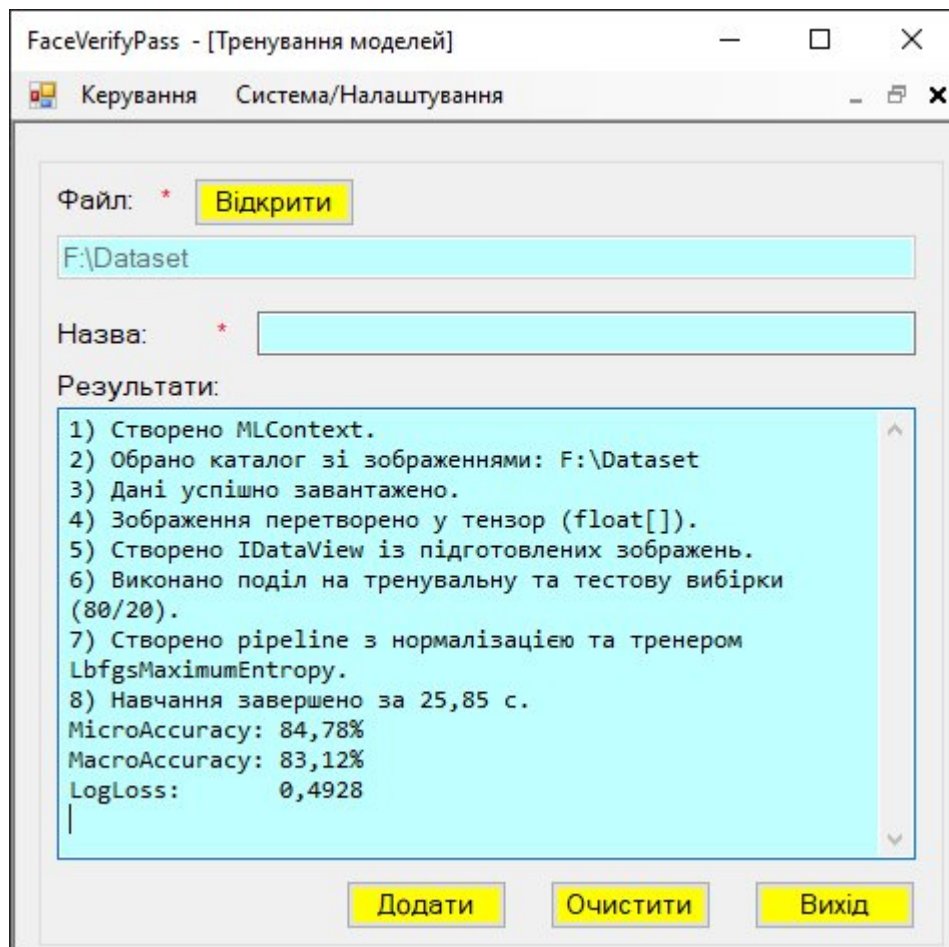 FaceVerifyPass - [Тренування моделей]
Керування Система/Налаштування
Файл: * Відкрити
F:\Dataset
Назва: *
Результати:
1) Створено MLContext.
2) Обрано каталог зі зображеннями: F:\Dataset
3) Дані успішно завантажено.
4) Зображення перетворено у тензор (float[]).
5) Створено IDataView із підготовлених зображень.
6) Виконано поділ на тренувальну та тестову вибірки
(80/20).
7) Створено pipeline з нормалізацією та тренером
LbfgsMaximumEntropy.
8) Навчання завершено за 25,85 с.
MicroAccuracy: 84,78%
MacroAccuracy: 83,12%
LogLoss: 0,4928
Додати Очистити Вихід